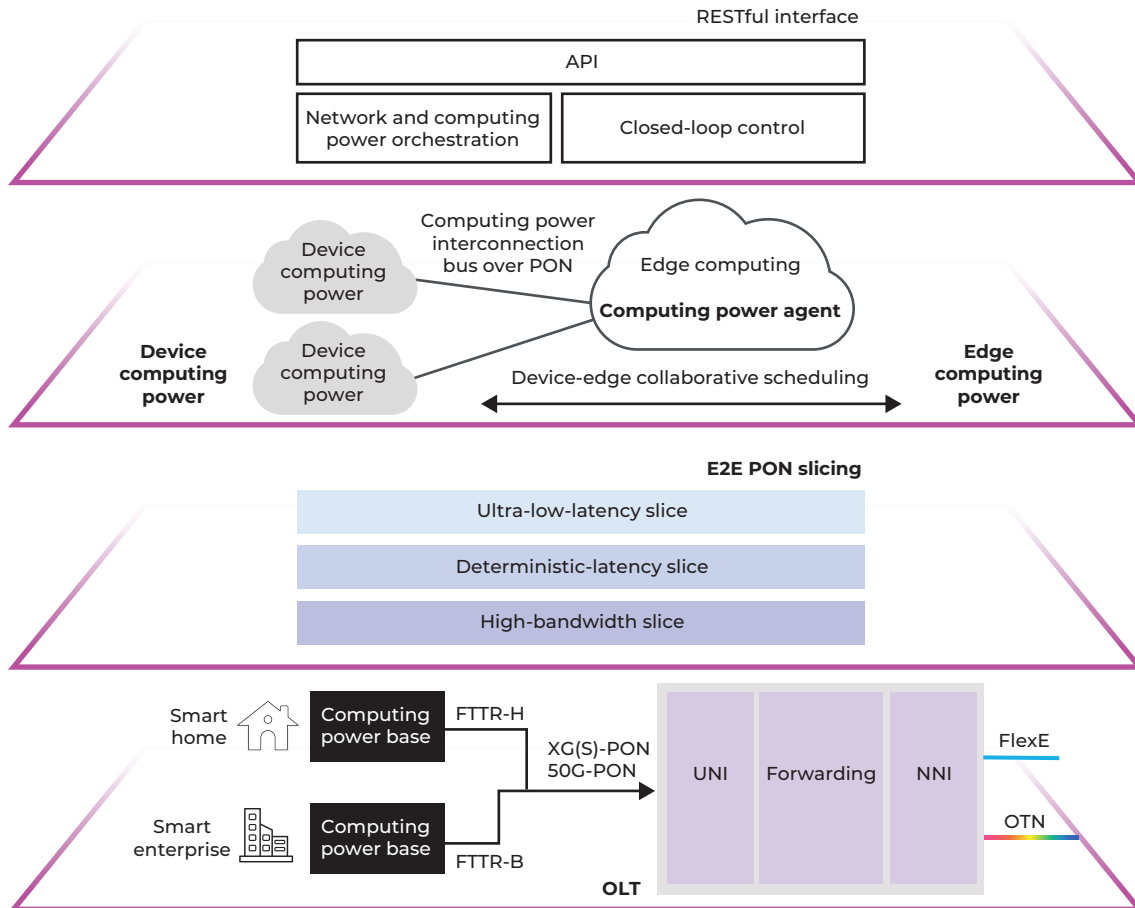 RESTful interface
API
Network and computing
power orchestration
Closed-loop control
Device
computing
power
Computing power
interconnection
bus over PON
Edge computing
Computing power agent
Device
computing
power
Device
computing
power
Device-edge collaborative scheduling
Edge
computing
power
E2E PON slicing
Ultra-low-latency slice
Deterministic-latency slice
High-bandwidth slice
Smart
home
Computing
power base
FTTR-H
XG(S)-PON
50G-PON
UNI
Forwarding
NNI
FlexE
OTN
Smart
enterprise
Computing
power base
FTTR-B
OLT